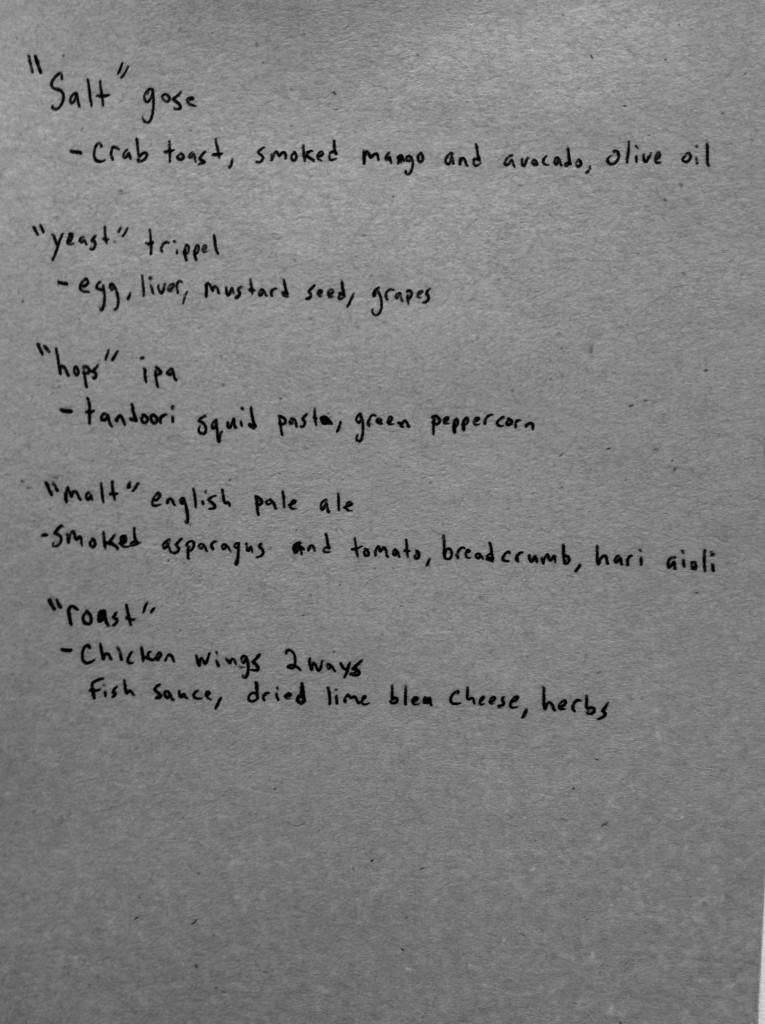 "Salt" gose
- Crab toast, smoked mango and avocado, olive oil
"yeast" trippel
- egg, liver, mustard seed, grapes
"hops" ipa
- tandoori squid pasta, green peppercorn
"malt" english pale ale
- smoked asparagus and tomato, breadcrumb, hari aioli
"roast"
- Chicken wings 2 ways
fish sauce, dried lime bleu cheese, herbs